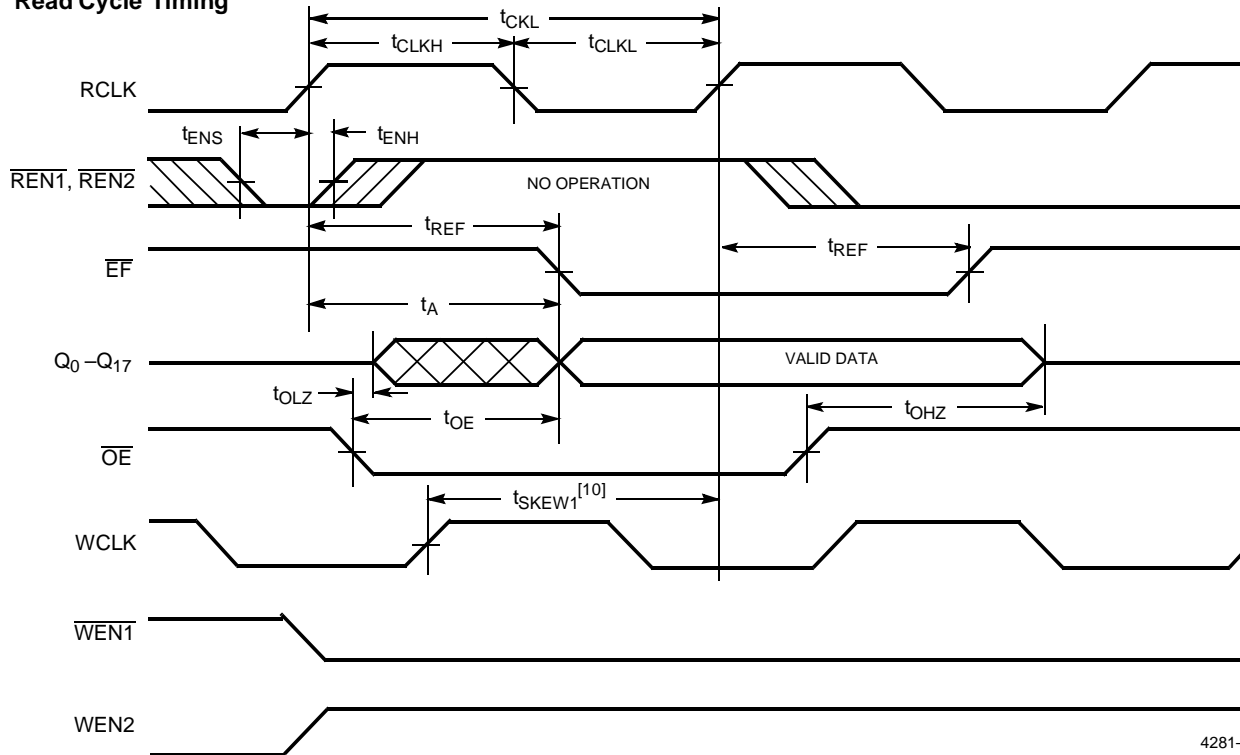 Read Cycle Timing
tCKL
tCLKH
tCLKL
RCLK
tENS
tENH
REN1, REN2
NO OPERATION
tREF
tREF
EF
tA
Q0 –Q17
VALID DATA
tOLZ
tOE
tOHZ
OE
tSKEW1[10]
WCLK
WEN1
WEN2
4281–